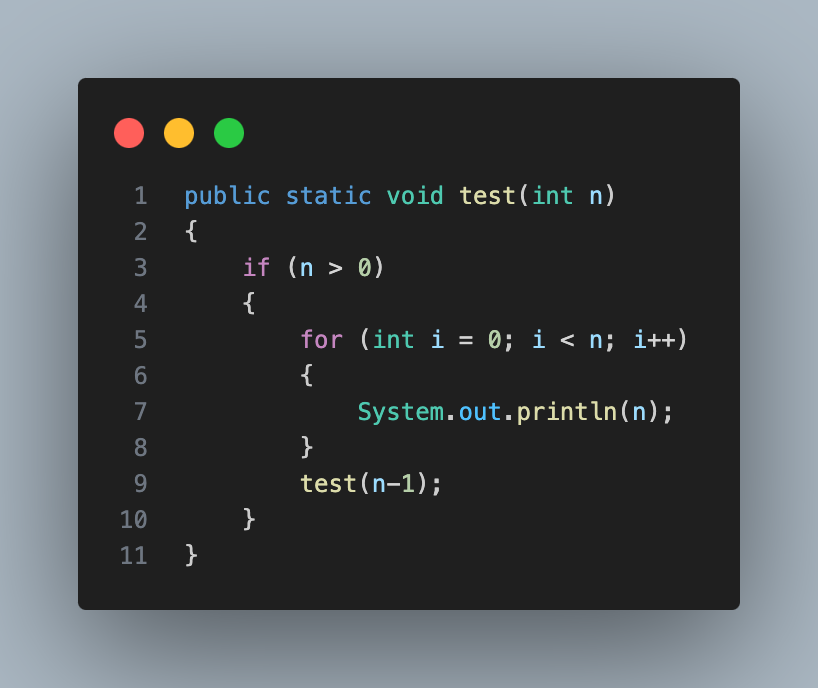 1 public static void test(int n)
2 {
3     if (n > 0)
4     {
5         for (int i = 0; i < n; i++)
6         {
7             System.out.println(n);
8         }
9         test(n-1);
10     }
11 }